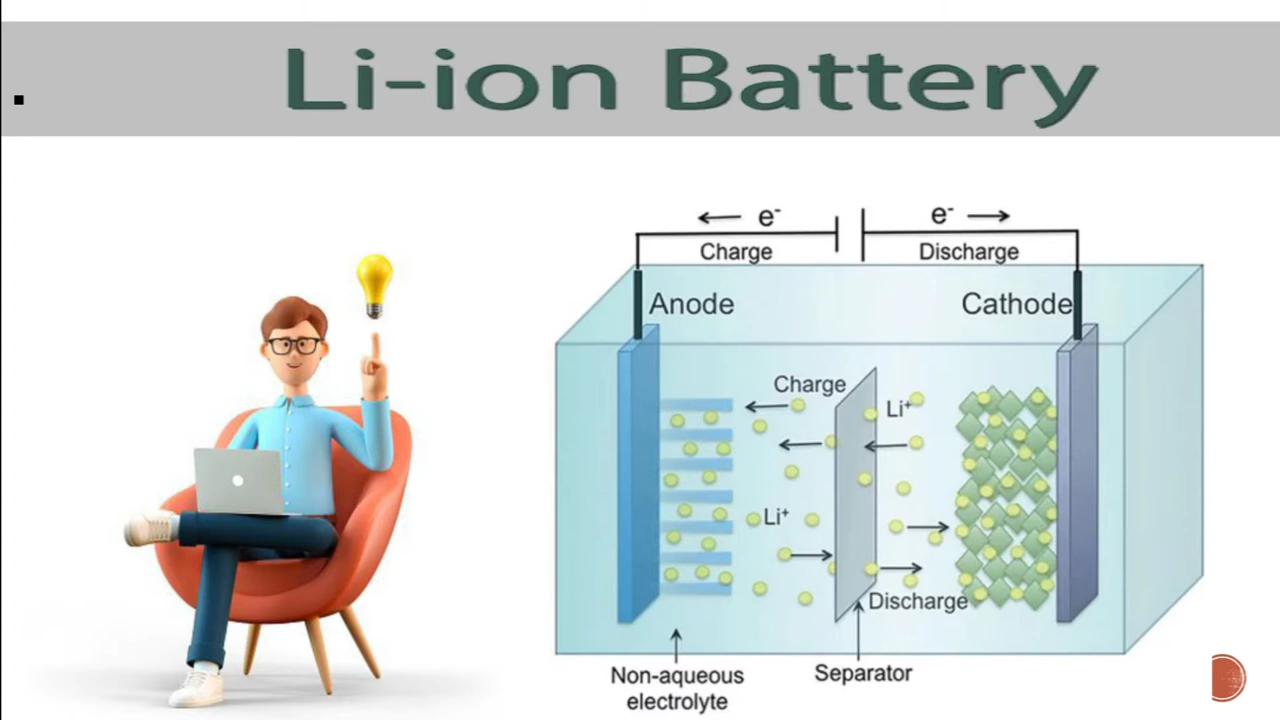 Li-ion Battery
.
← e⁻
e⁻ →
Charge
Discharge
Anode
Cathode
Charge
Li⁺
Li⁺
Discharge
Non-aqueous
electrolyte
Separator